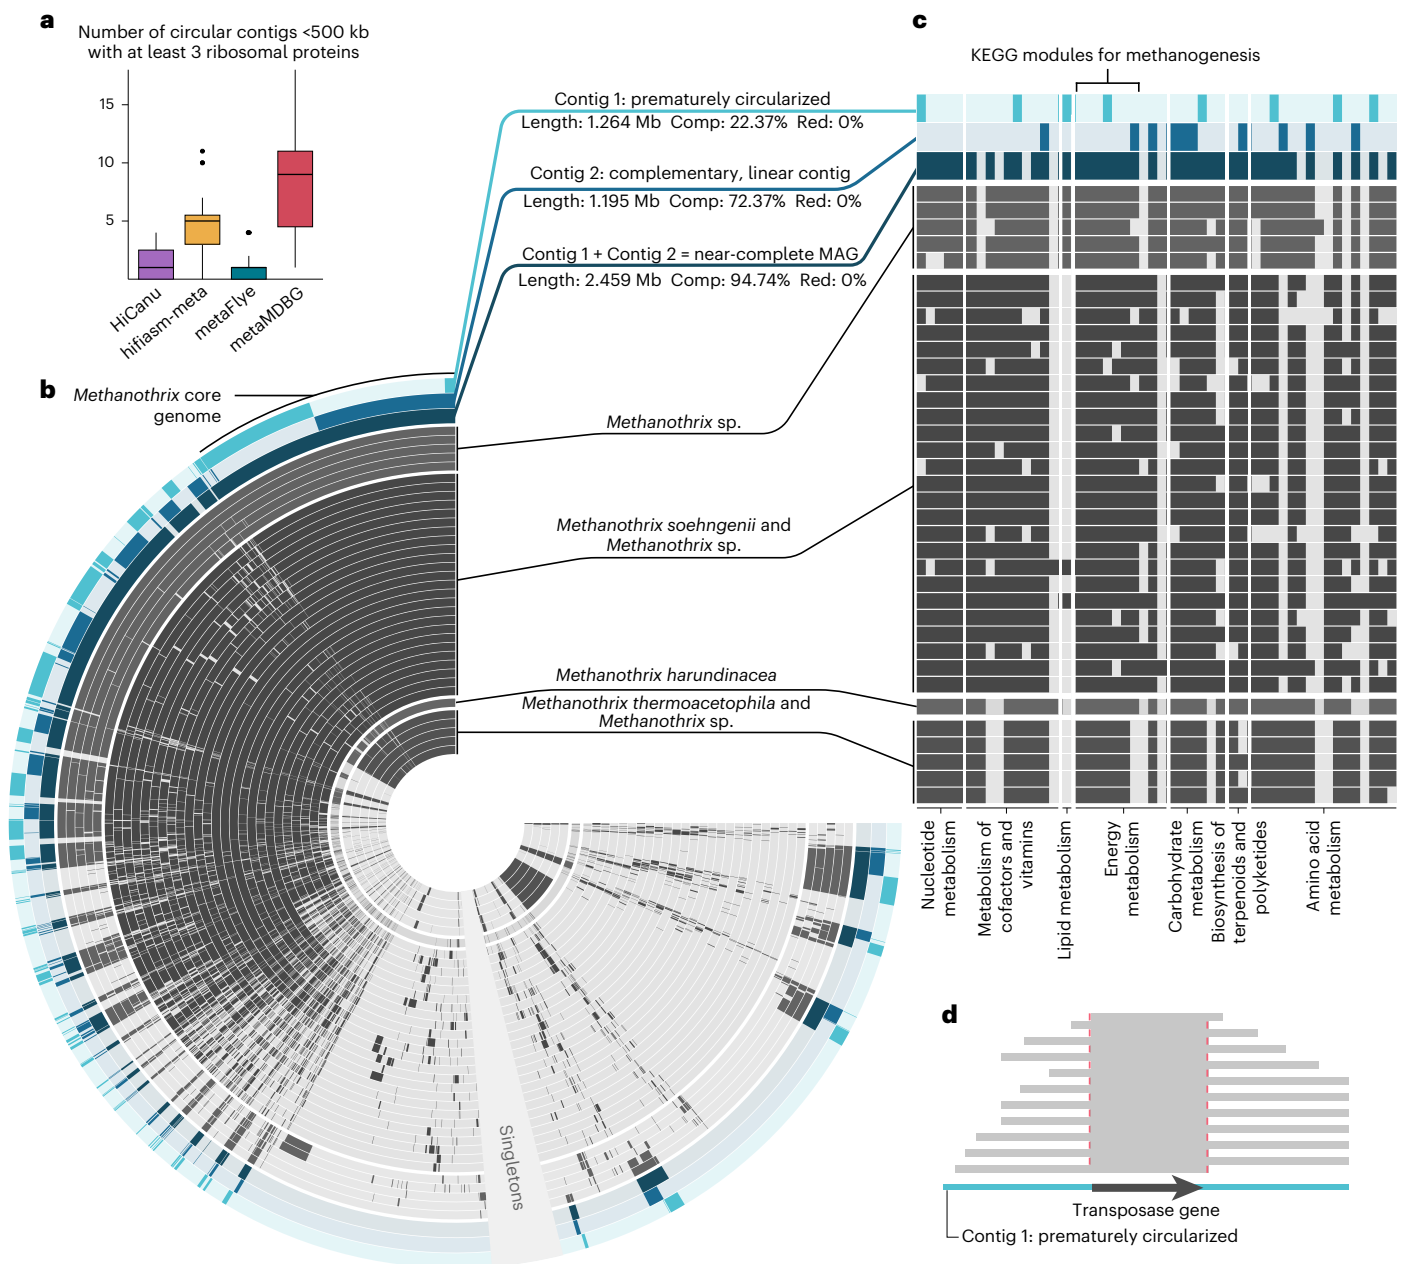 a
Number of circular contigs <500 kb
with at least 3 ribosomal proteins
15
10
5
HiCanu
hifiasm-meta
metaFlye
metaMDBG
Contig 1: prematurely circularized
Length: 1.264 Mb Comp: 22.37% Red: 0%
Contig 2: complementary, linear contig
Length: 1.195 Mb Comp: 72.37% Red: 0%
Contig 1 + Contig 2 = near-complete MAG
Length: 2.459 Mb Comp: 94.74% Red: 0%
b
Methanothrix core
genome
Methanothrix sp.
Methanothrix soehngenii and
Methanothrix sp.
Methanothrix harundinacea
Methanothrix thermoacetophila and
Methanothrix sp.
Singletons
c
KEGG modules for methanogenesis
Nucleotide
metabolism
Metabolism of
cofactors and
vitamins
Lipid metabolism
Energy
metabolism
Carbohydrate
metabolism
Biosynthesis of
terpenoids and
polyketides
Amino acid
metabolism
d
Transposase gene
Contig 1: prematurely circularized